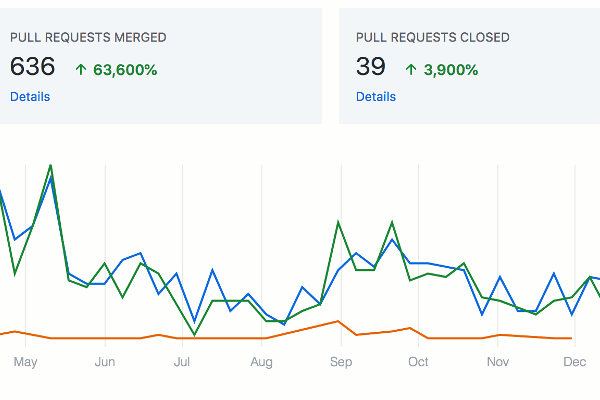 PULL REQUESTS MERGED
636 ↑ 63,600%
Details
PULL REQUESTS CLOSED
39 ↑ 3,900%
Details
May Jun Jul Aug Sep Oct Nov Dec